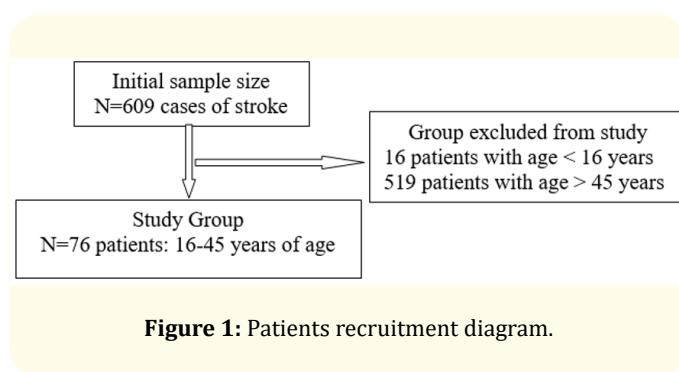 Initial sample size
N=609 cases of stroke
Group excluded from study
16 patients with age < 16 years
519 patients with age > 45 years
Study Group
N=76 patients: 16-45 years of age
Figure 1: Patients recruitment diagram.